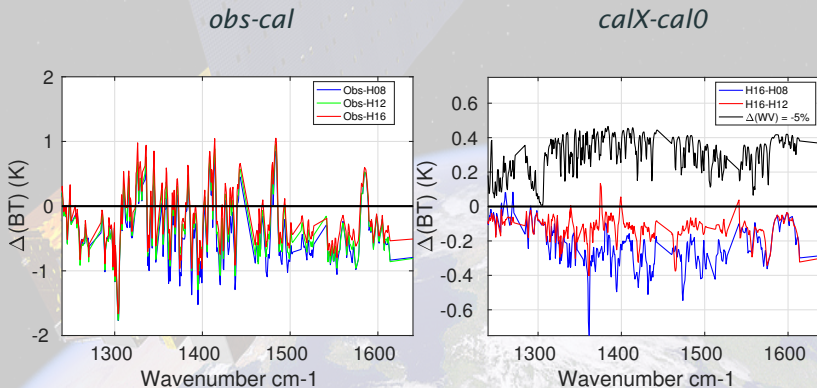 obs-cal
calX-cal0
2
1
0
-1
-2
Δ(BT) (K)
Obs-H08
Obs-H12
Obs-H16
1300
1400
1500
1600
Wavenumber cm-1
0.6
0.4
0.2
0
-0.2
-0.4
-0.6
Δ(BT) (K)
H16-H08
H16-H12
Δ(WV) = -5%
1300
1400
1500
1600
Wavenumber cm-1